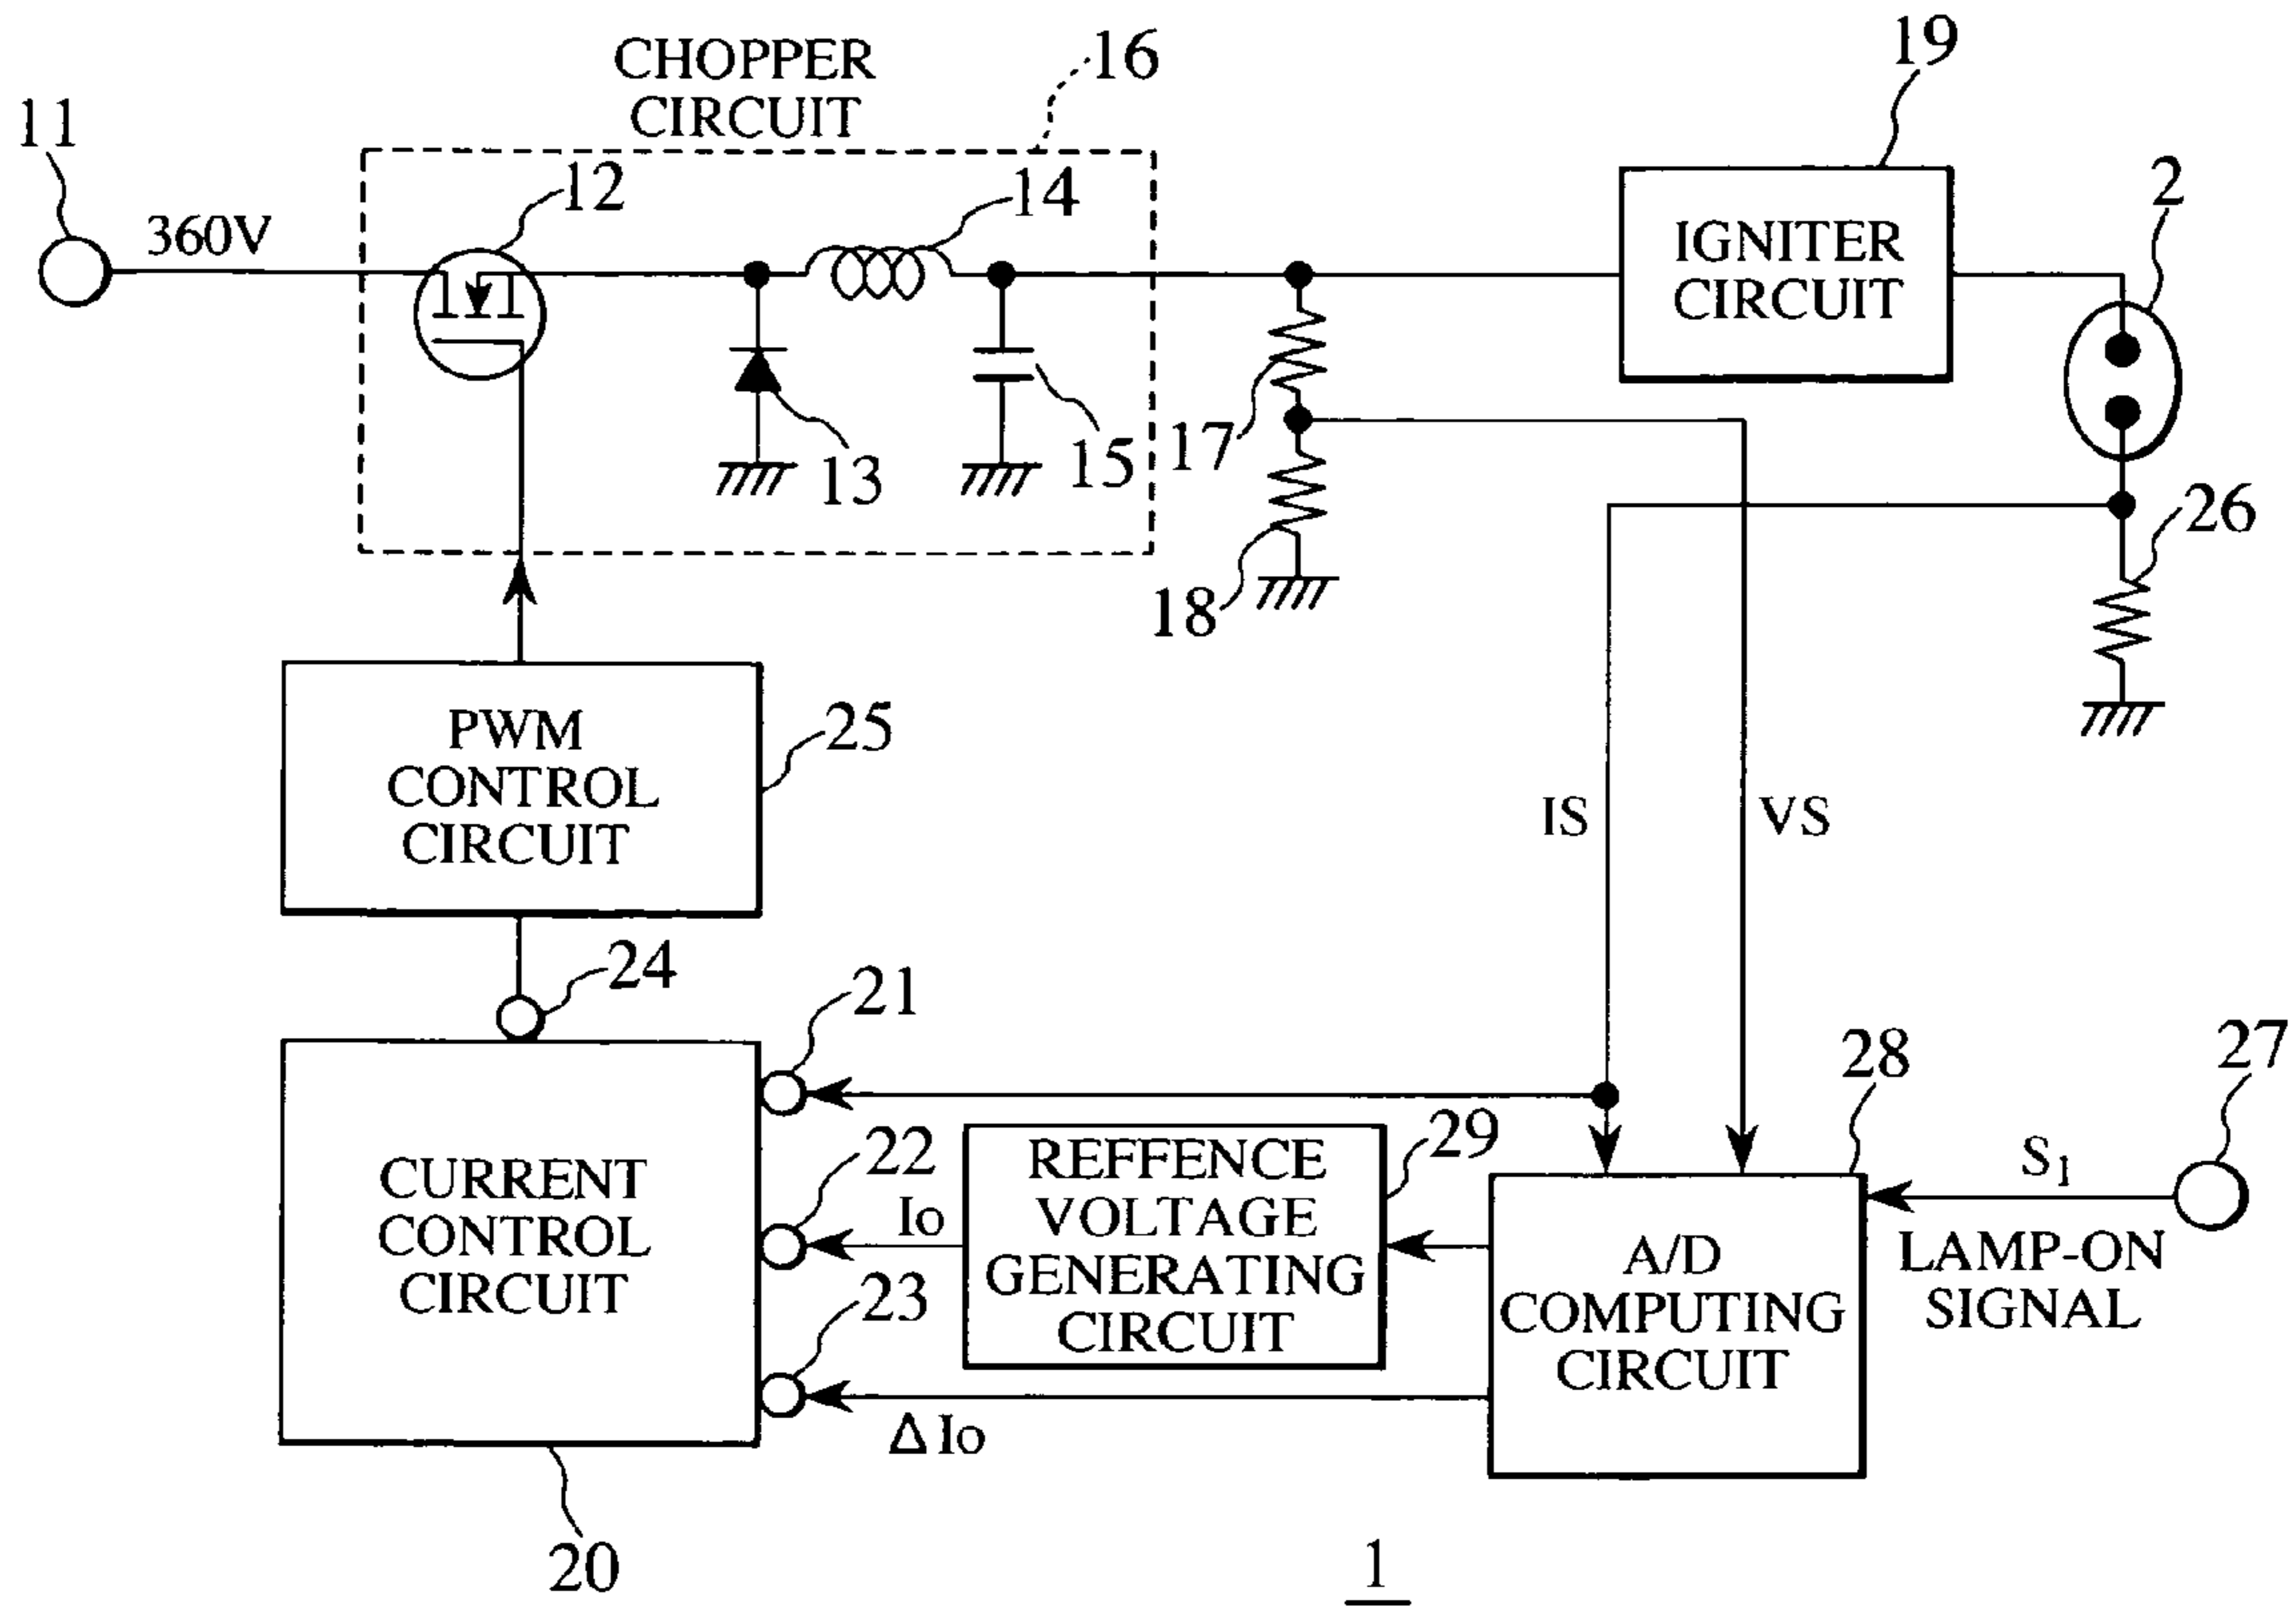 CHOPPER
CIRCUIT
16
19
11
360V
12
14
2
IGNITER
CIRCUIT
13
15
17
18
26
PWM
CONTROL
CIRCUIT
25
IS
VS
24
21
28
27
CURRENT
CONTROL
CIRCUIT
22
Io
REFFENCE
VOLTAGE
GENERATING
CIRCUIT
29
S1
LAMP-ON
SIGNAL
A/D
COMPUTING
CIRCUIT
23
Δ Io
20
1